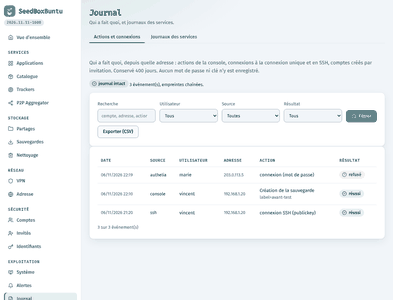 SeedBoxBuntu
Vue d'ensemble
SERVICES
Applications
Catalogue
Trackers
P2P Aggregator
STOCKAGE
Partages
Sauvegardes
Nettoyage
RÉSEAU
VPN
Adresse
SÉCURITÉ
Comptes
Invités
Identifiants
EXPLOITATION
Système
Alertes
Journal
Journal
Qui a fait quoi, et journaux des services.
Actions et connexions
Journaux des services
Qui a fait quoi, depuis quelle adresse : actions de la console, connexions à la connexion unique et en SSH, comptes créés par
invitation. Conservé 400 jours. Aucun mot de passe ni clé n'y est enregistré.
Journal intact
3 événement(s), empreintes chaînées.
Recherche
Utilisateur
Source
Résultat
compte, adresse, action
Tous
Toutes
Tous
Filtrer
Exporter (CSV)
DATE
SOURCE
UTILISATEUR
ADRESSE
ACTION
RÉSULTAT
08/11/2026 22:19
authelia
marie
203.0.113.5
connexion (mot de passe)
refusé
08/11/2026 22:19
console
vincent
192.168.1.20
Création de la sauvegarde
label=avant-test
réussi
08/11/2026 21:20
ssh
vincent
192.168.1.20
connexion SSH (publickey)
réussi
3 sur 3 événement(s)